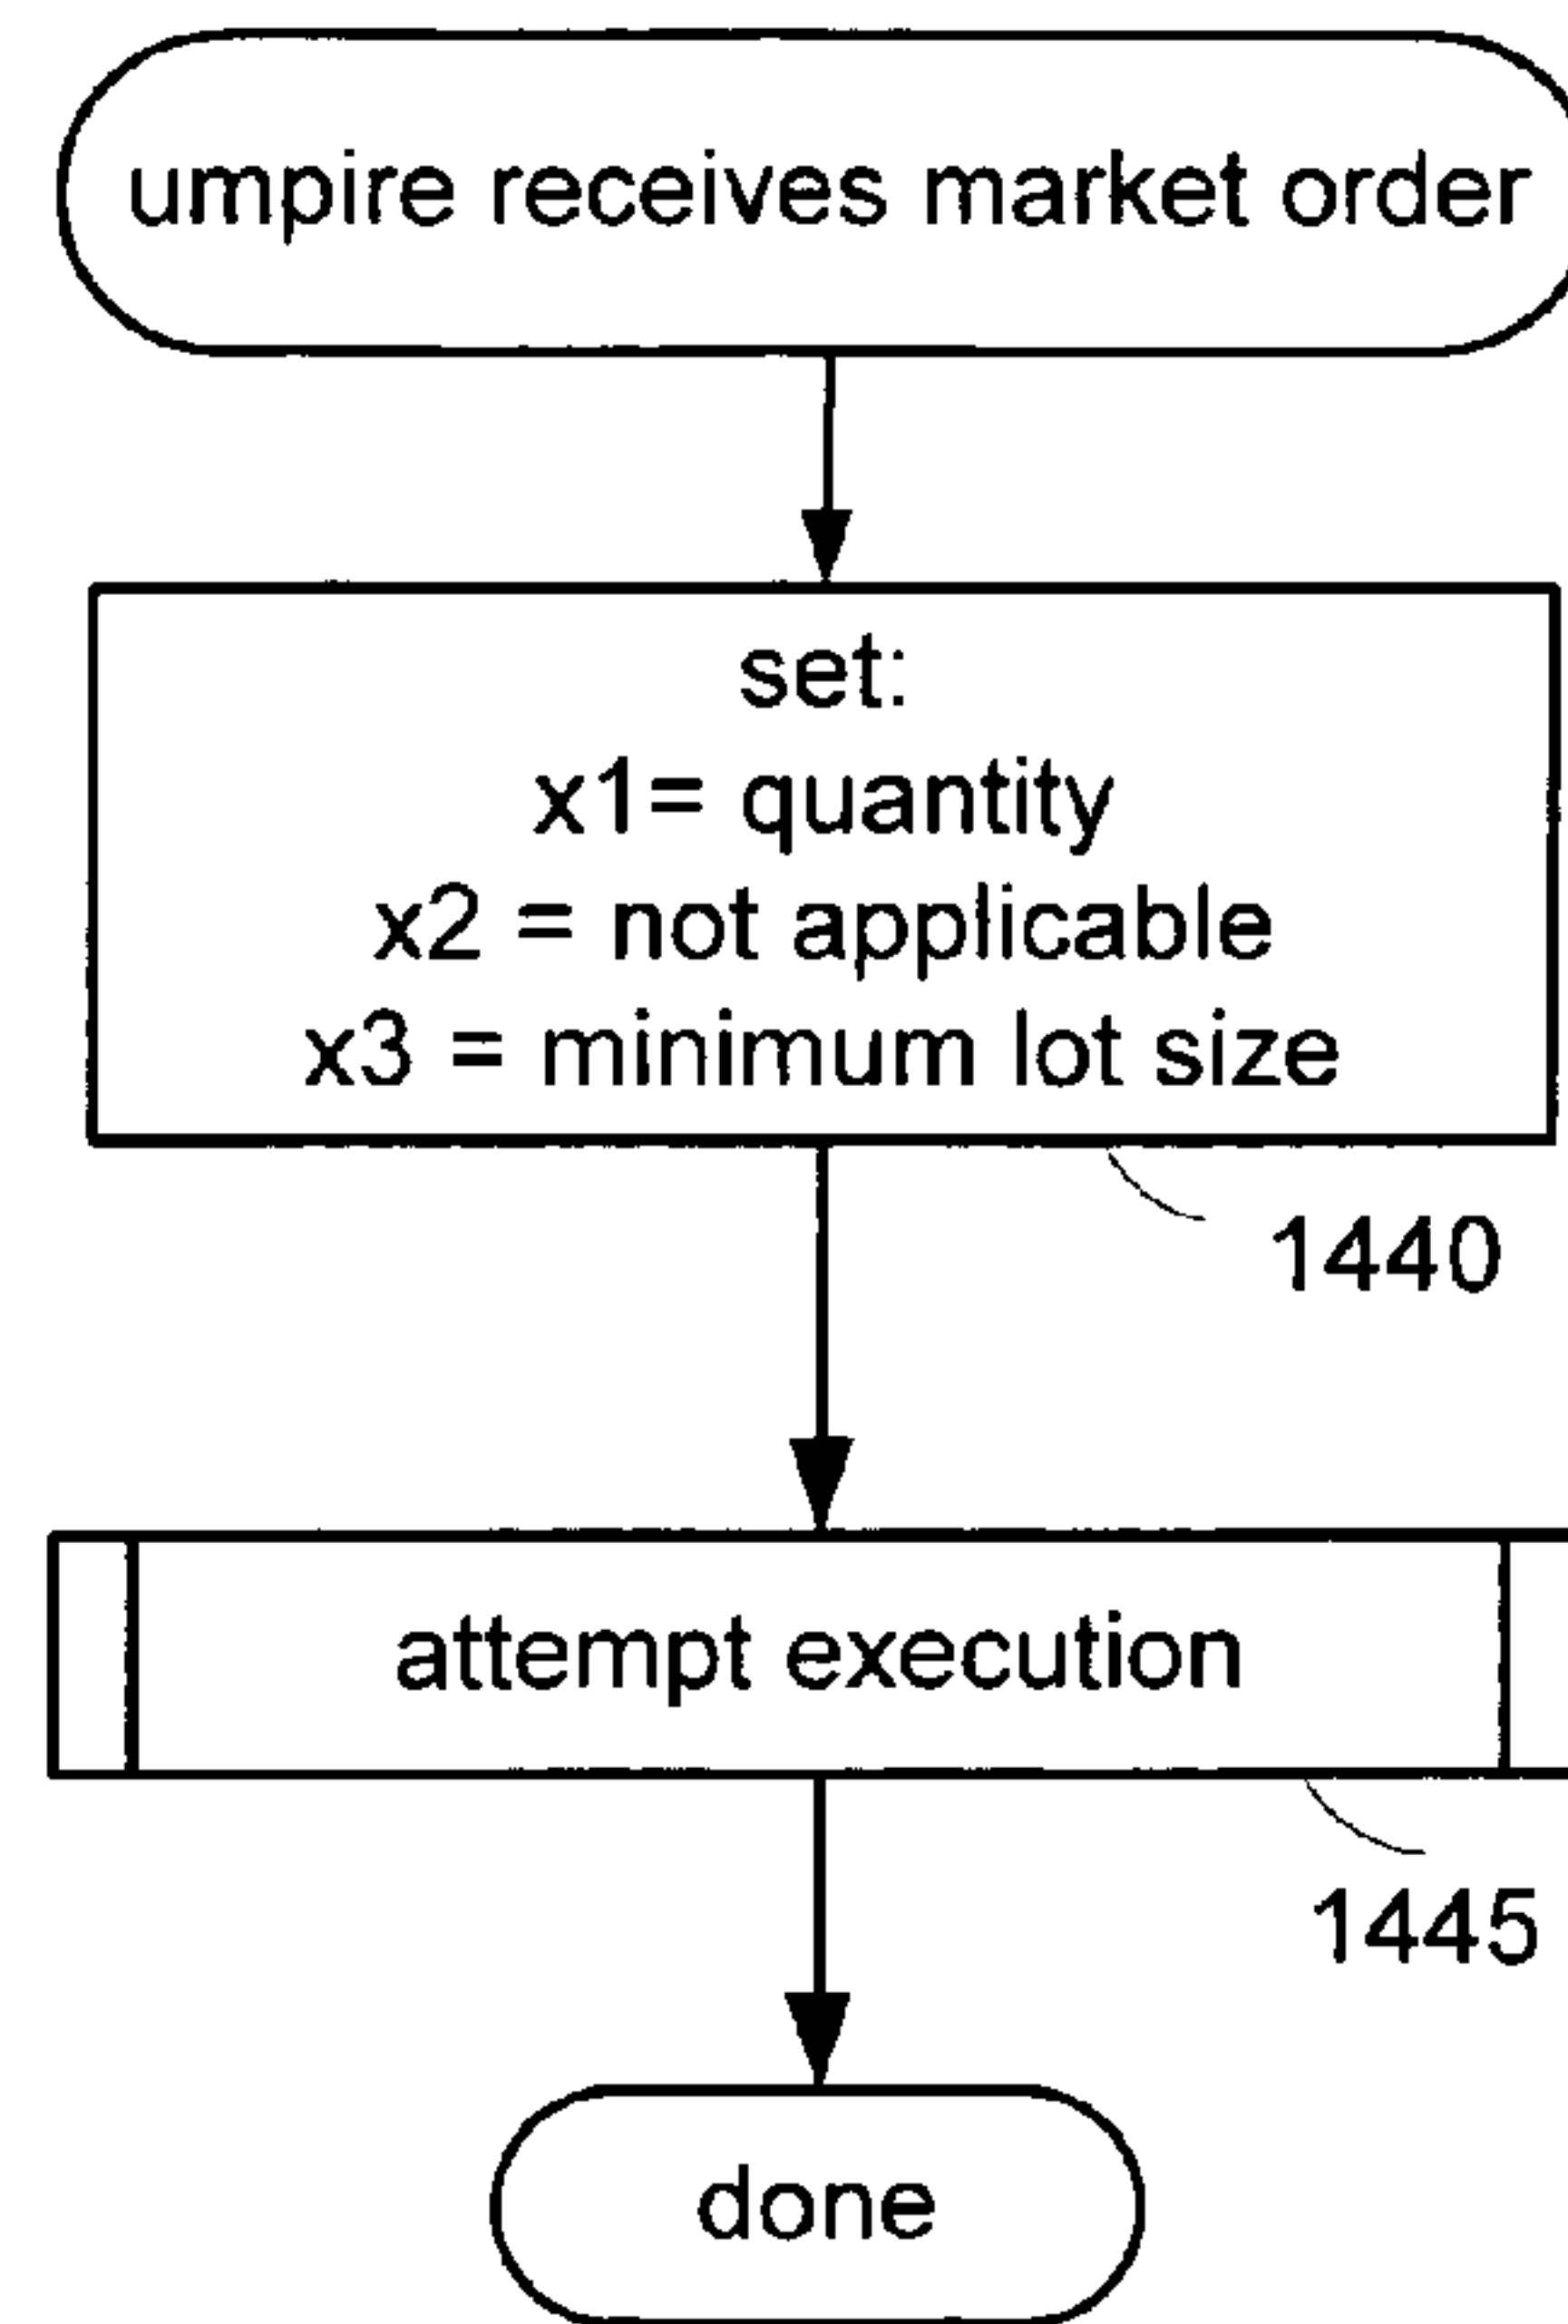 umpire receives market order
set:
x1= quantity
x2 = not applicable
x3 = minimum lot size
1440
attempt execution
1445
done